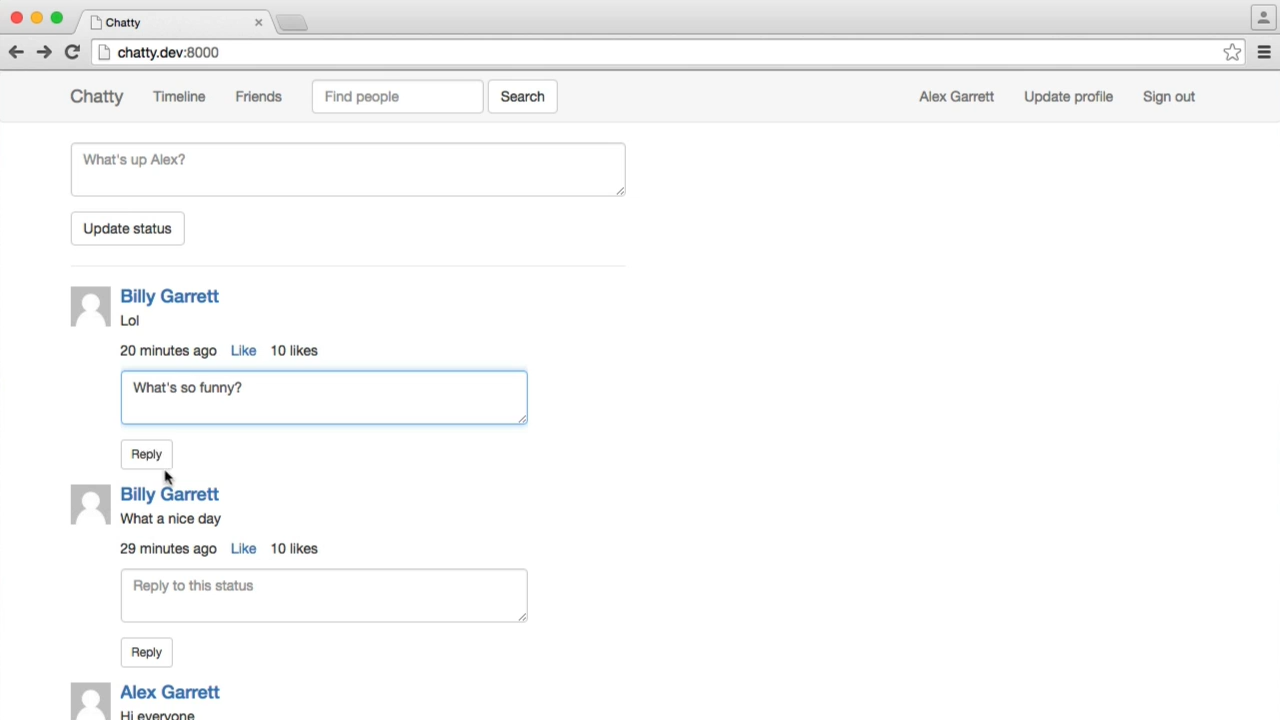 Chatty
chatty.dev:8000
Chatty Timeline Friends Find people Search Alex Garrett Update profile Sign out
What's up Alex?
Update status
Billy Garrett
Lol
20 minutes ago Like 10 likes
What's so funny?
Reply
Billy Garrett
What a nice day
29 minutes ago Like 10 likes
Reply to this status
Reply
Alex Garrett
Hi everyone